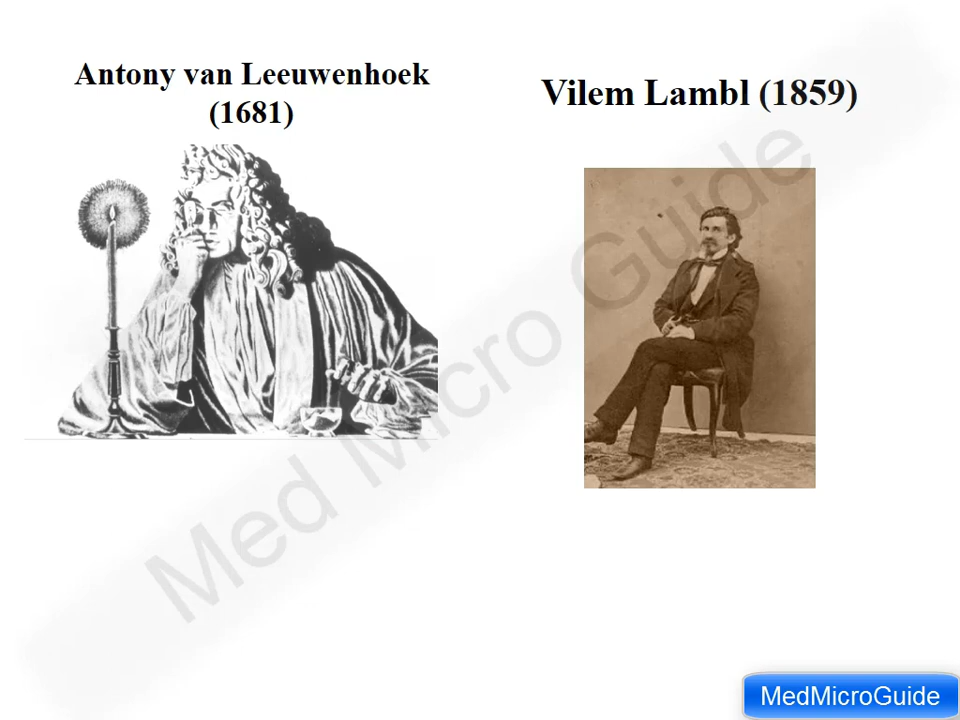 Antony van Leeuwenhoek
(1681)
Vilem Lambl (1859)
Med Micro Guide
MedMicroGuide